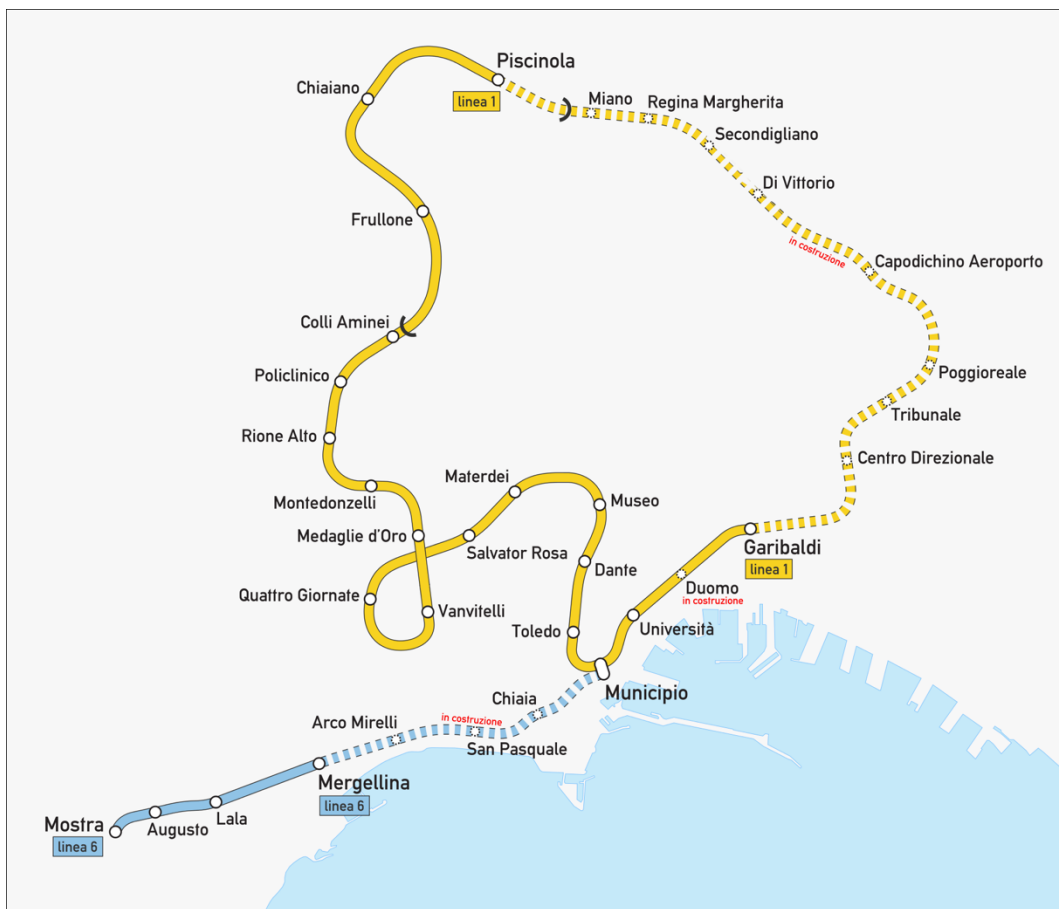 Piscinola
Chiaiano
linea 1
Miano
Regina Margherita
Secondigliano
Di Vittorio
Frullone
in costruzione
Capodichino Aeroporto
Colli Aminei
Policlinico
Poggioreale
Tribunale
Rione Alto
Centro Direzionale
Materdei
Montedonzelli
Museo
Medaglie d'Oro
Salvator Rosa
Garibaldi
linea 1
Dante
Duomo
in costruzione
Quattro Giornate
Vanvitelli
Università
Toledo
Municipio
Chiaia
Arco Mirelli
in costruzione
San Pasquale
Mergellina
linea 6
Lala
Mostra
Augusto
linea 6